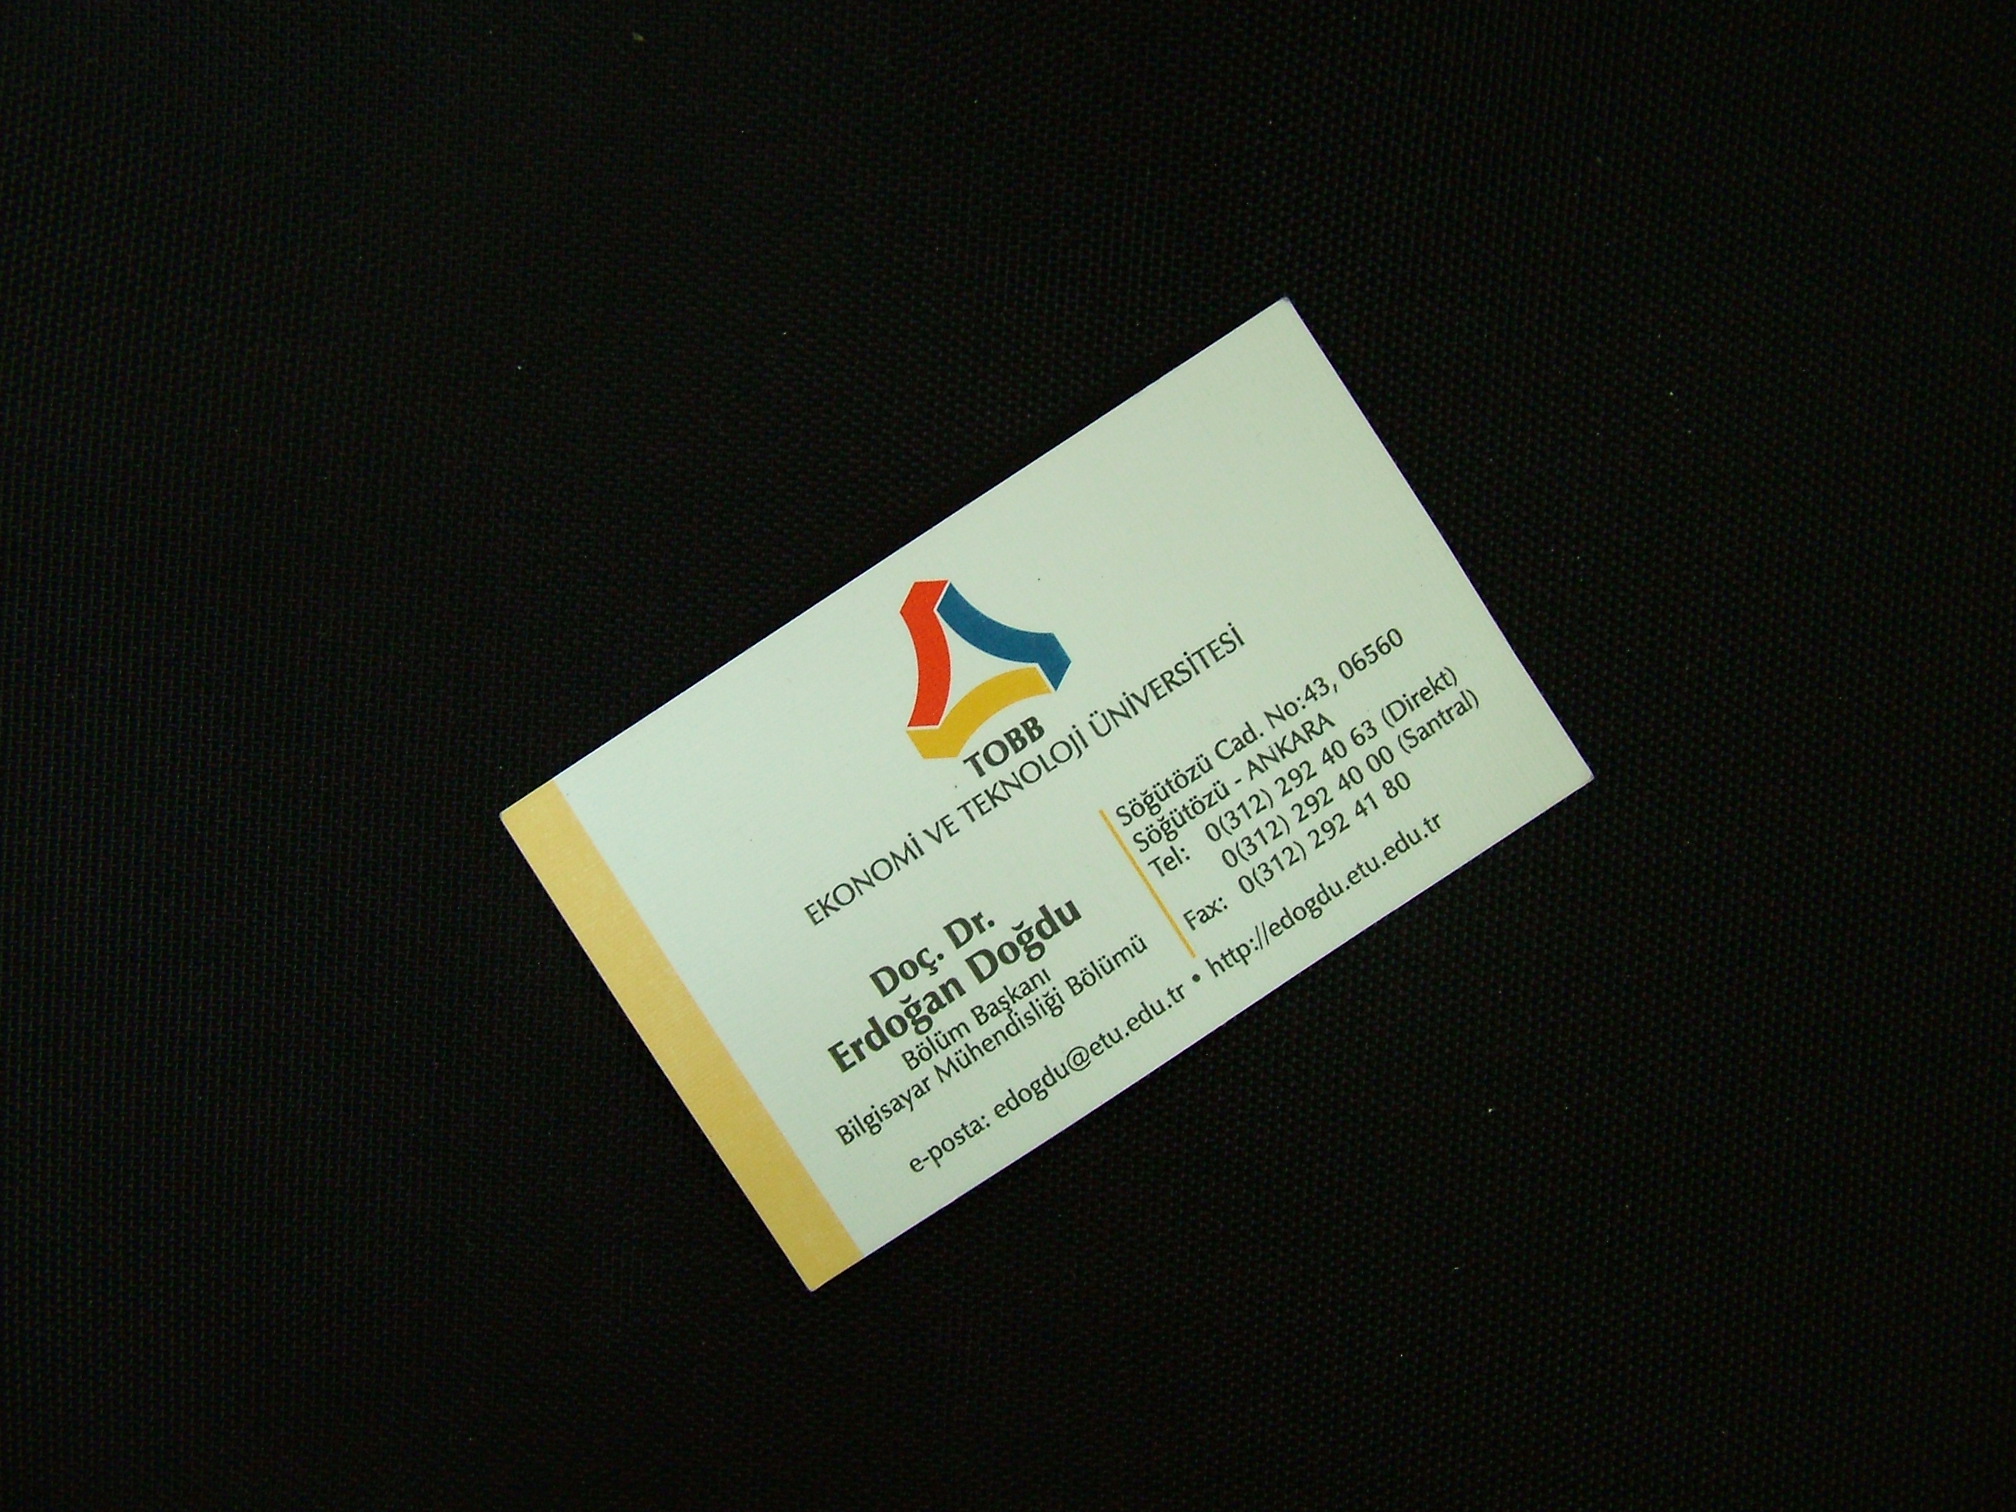 TOBB
EKONOMİ VE TEKNOLOJİ ÜNİVERSİTESİ
Doç. Dr.
Erdoğan Doğdu
Bölüm Başkanı
Bilgisayar Mühendisliği Bölümü
Söğütözü Cad. No:43, 06560
Söğütözü - ANKARA
Tel: 0(312) 292 40 63 (Direkt)
0(312) 292 40 00 (Santral)
Fax: 0(312) 292 41 80
e-posta: edogdu@etu.edu.tr • http://edogdu.etu.edu.tr